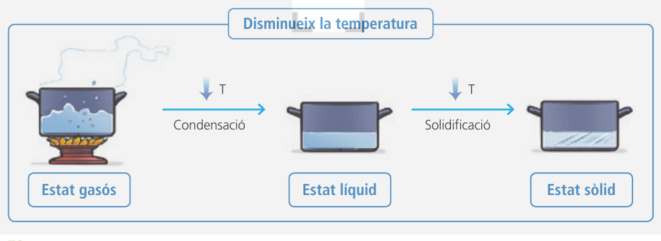 Disminueix la temperatura
T
Condensació
T
Solidificació
Estat gasós
Estat líquid
Estat sòlid